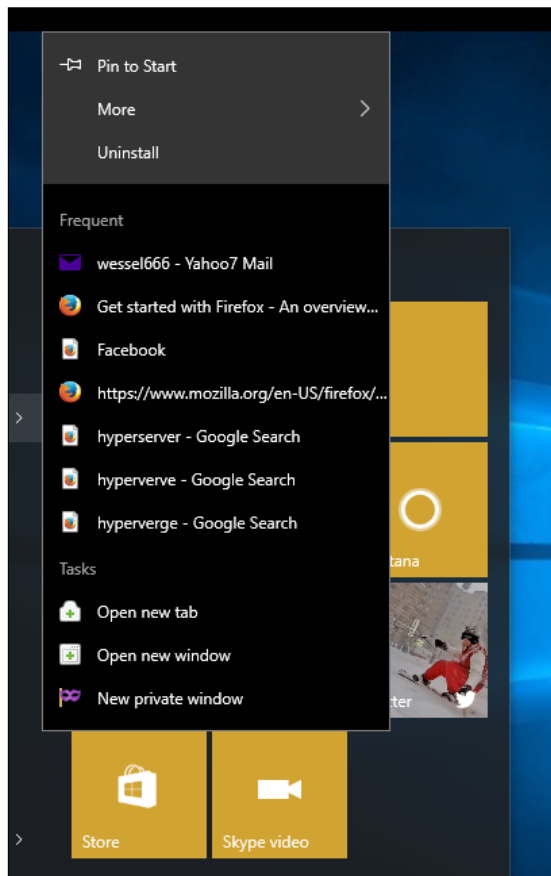 Pin to Start
More
Uninstall
Frequent
wessel666 - Yahoo7 Mail
Get started with Firefox - An overview...
Facebook
https://www.mozilla.org/en-US/firefox/...
hyperserver - Google Search
hyperverve - Google Search
hyperverge - Google Search
tana
Tasks
Open new tab
Open new window
New private window
tter
Store
Skype video